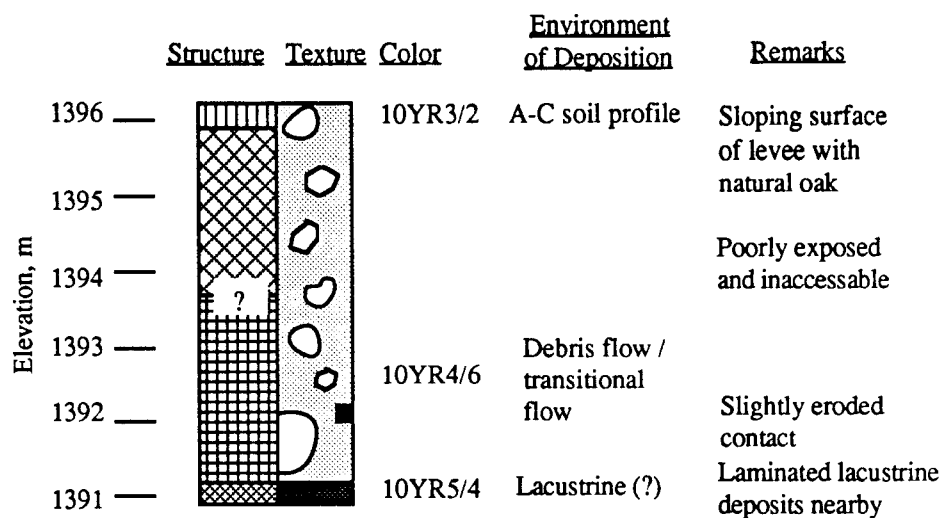 Environment
Structure Texture Color of Deposition Remarks
1396 10YR3/2 A-C soil profile Sloping surface
of levee with
natural oak
1395
Poorly exposed
1394 and inaccessable
?
1393 Debris flow /
10YR4/6 transitional
flow
1392 Slightly eroded
contact
1391 10YR5/4 Lacustrine (?) Laminated lacustrine
deposits nearby
Elevation, m